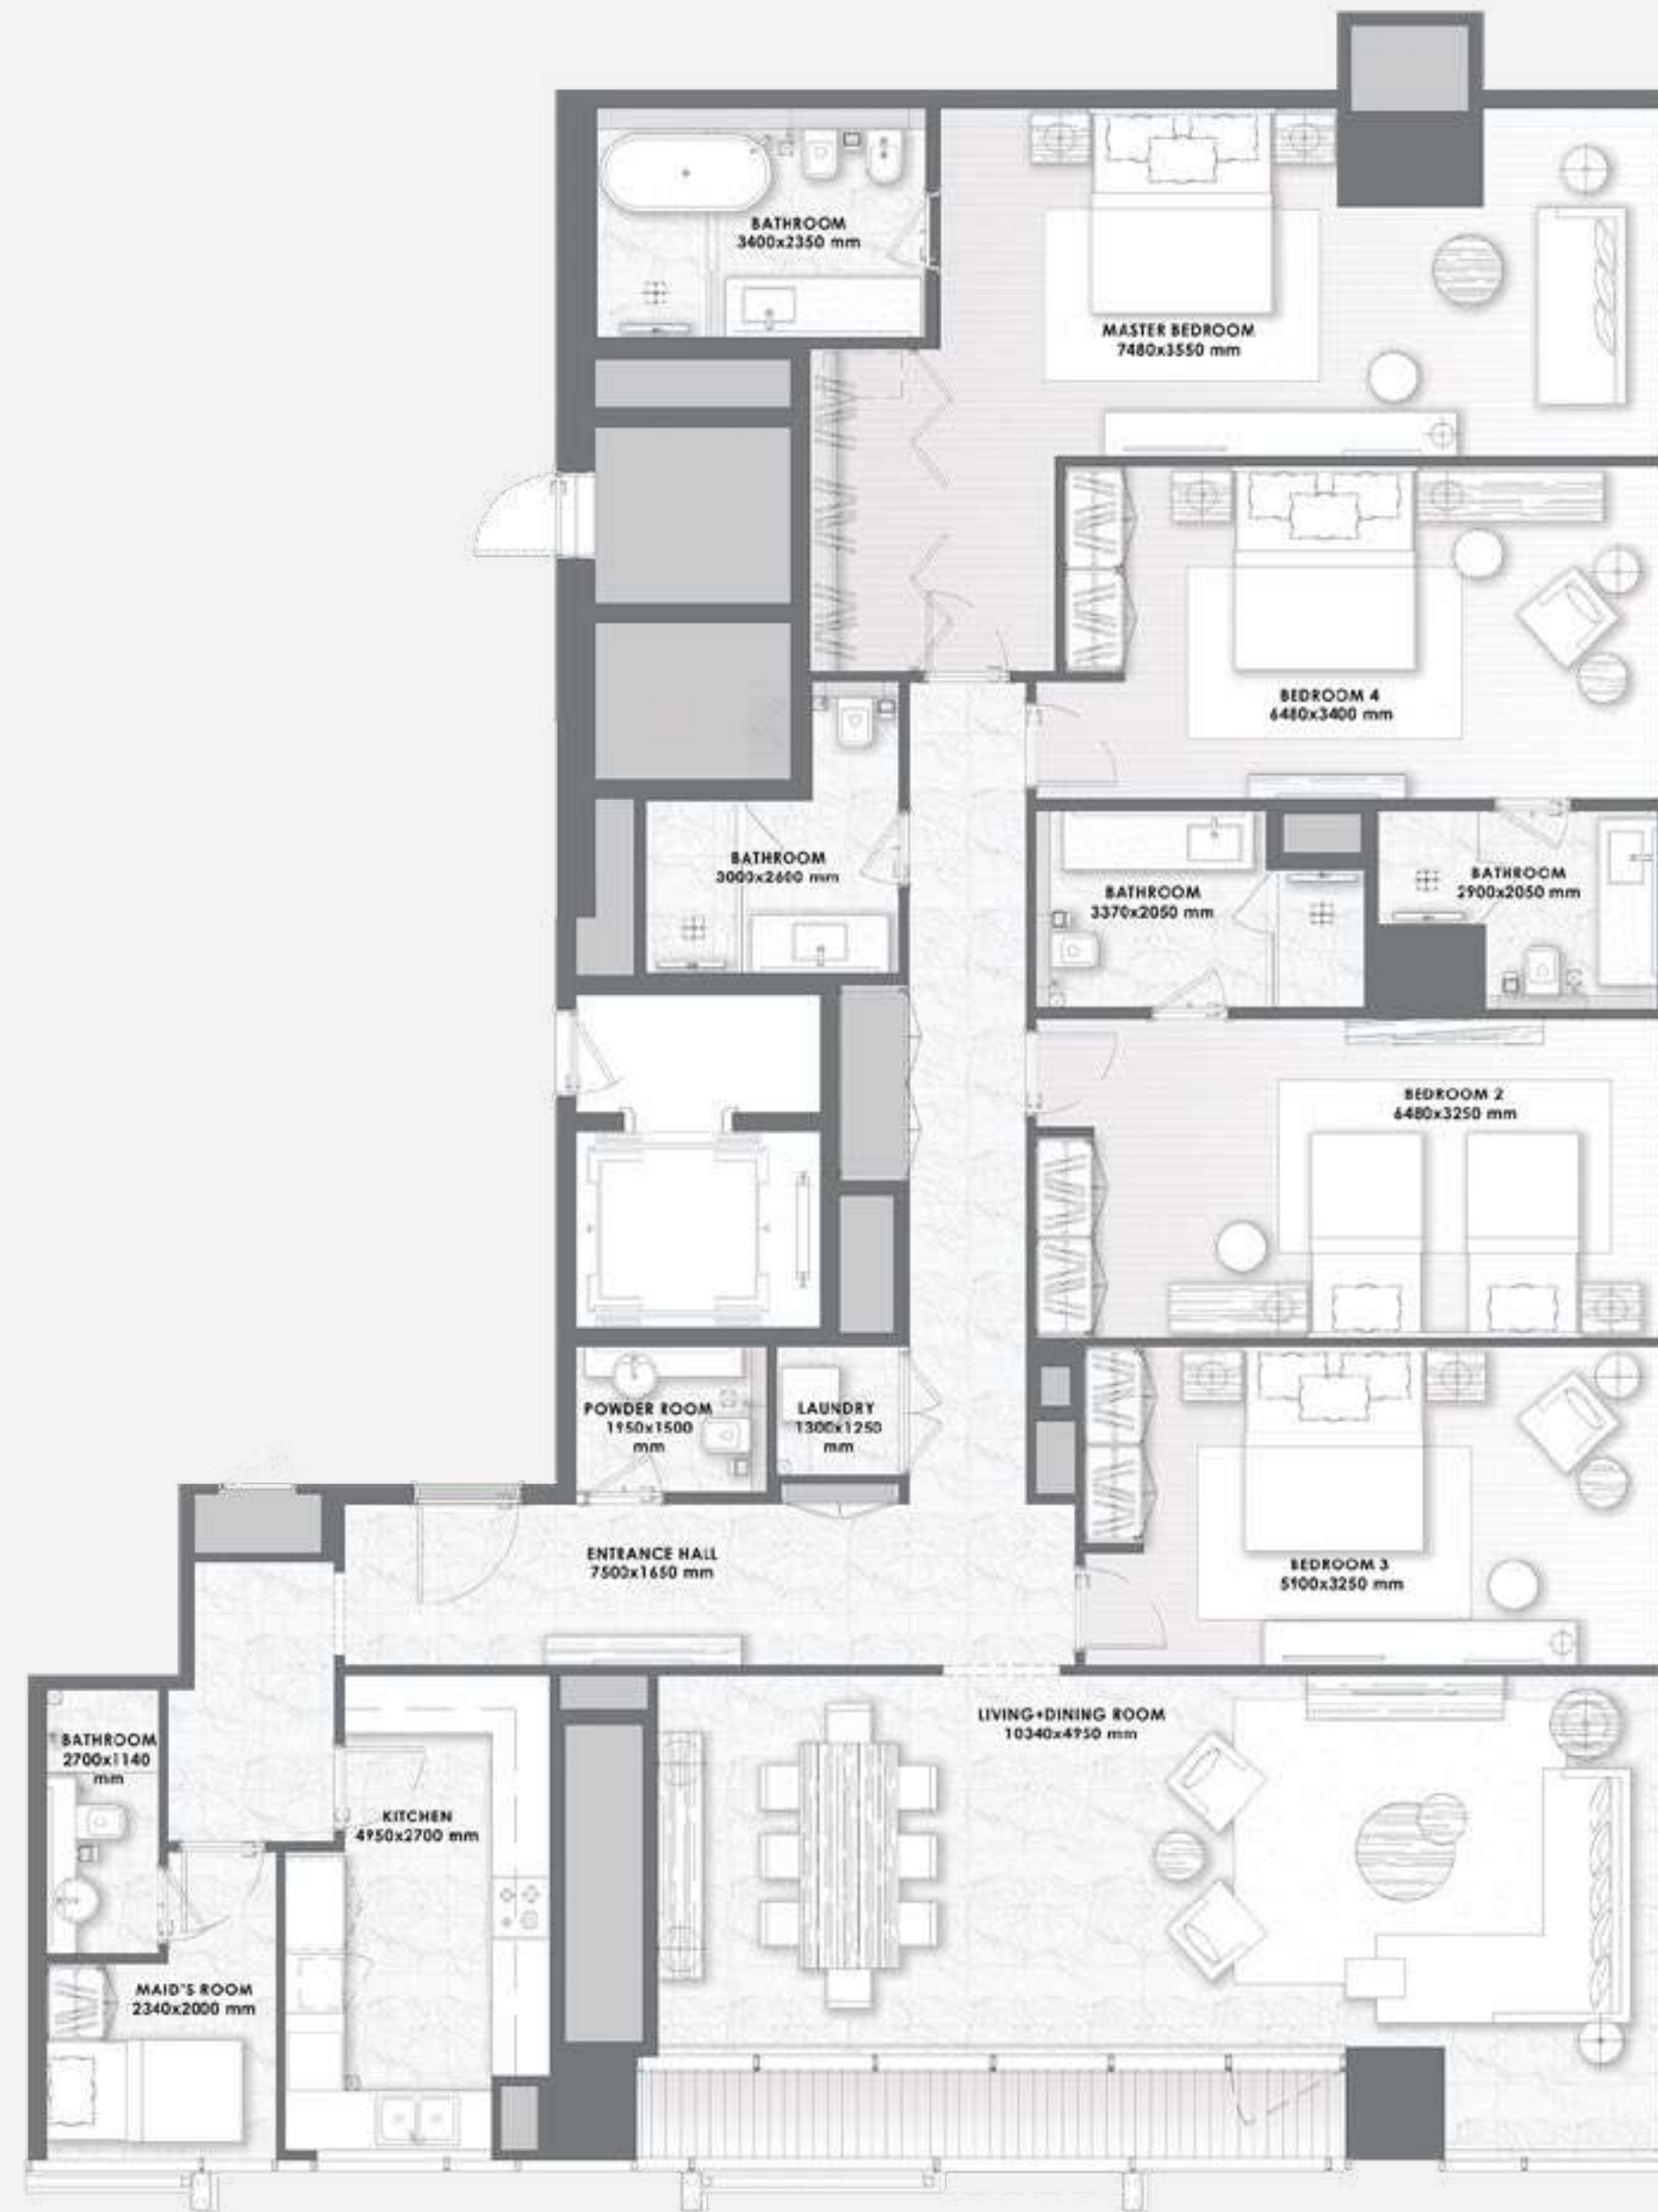 BATHROOM
3400x2350 mm
MASTER BEDROOM
7480x3550 mm
BEDROOM 4
6480x3400 mm
BATHROOM
3000x2600 mm
BATHROOM
3370x2050 mm
BATHROOM
2900x2050 mm
BEDROOM 2
6480x3250 mm
POWDER ROOM
1950x1500
mm
LAUNDRY
1300x1250
mm
ENTRANCE HALL
7500x1650 mm
BEDROOM 3
5900x3250 mm
BATHROOM
2700x1140
mm
LIVING+DINING ROOM
10340x4950 mm
KITCHEN
4950x2700 mm
MAID'S ROOM
2340x2000 mm